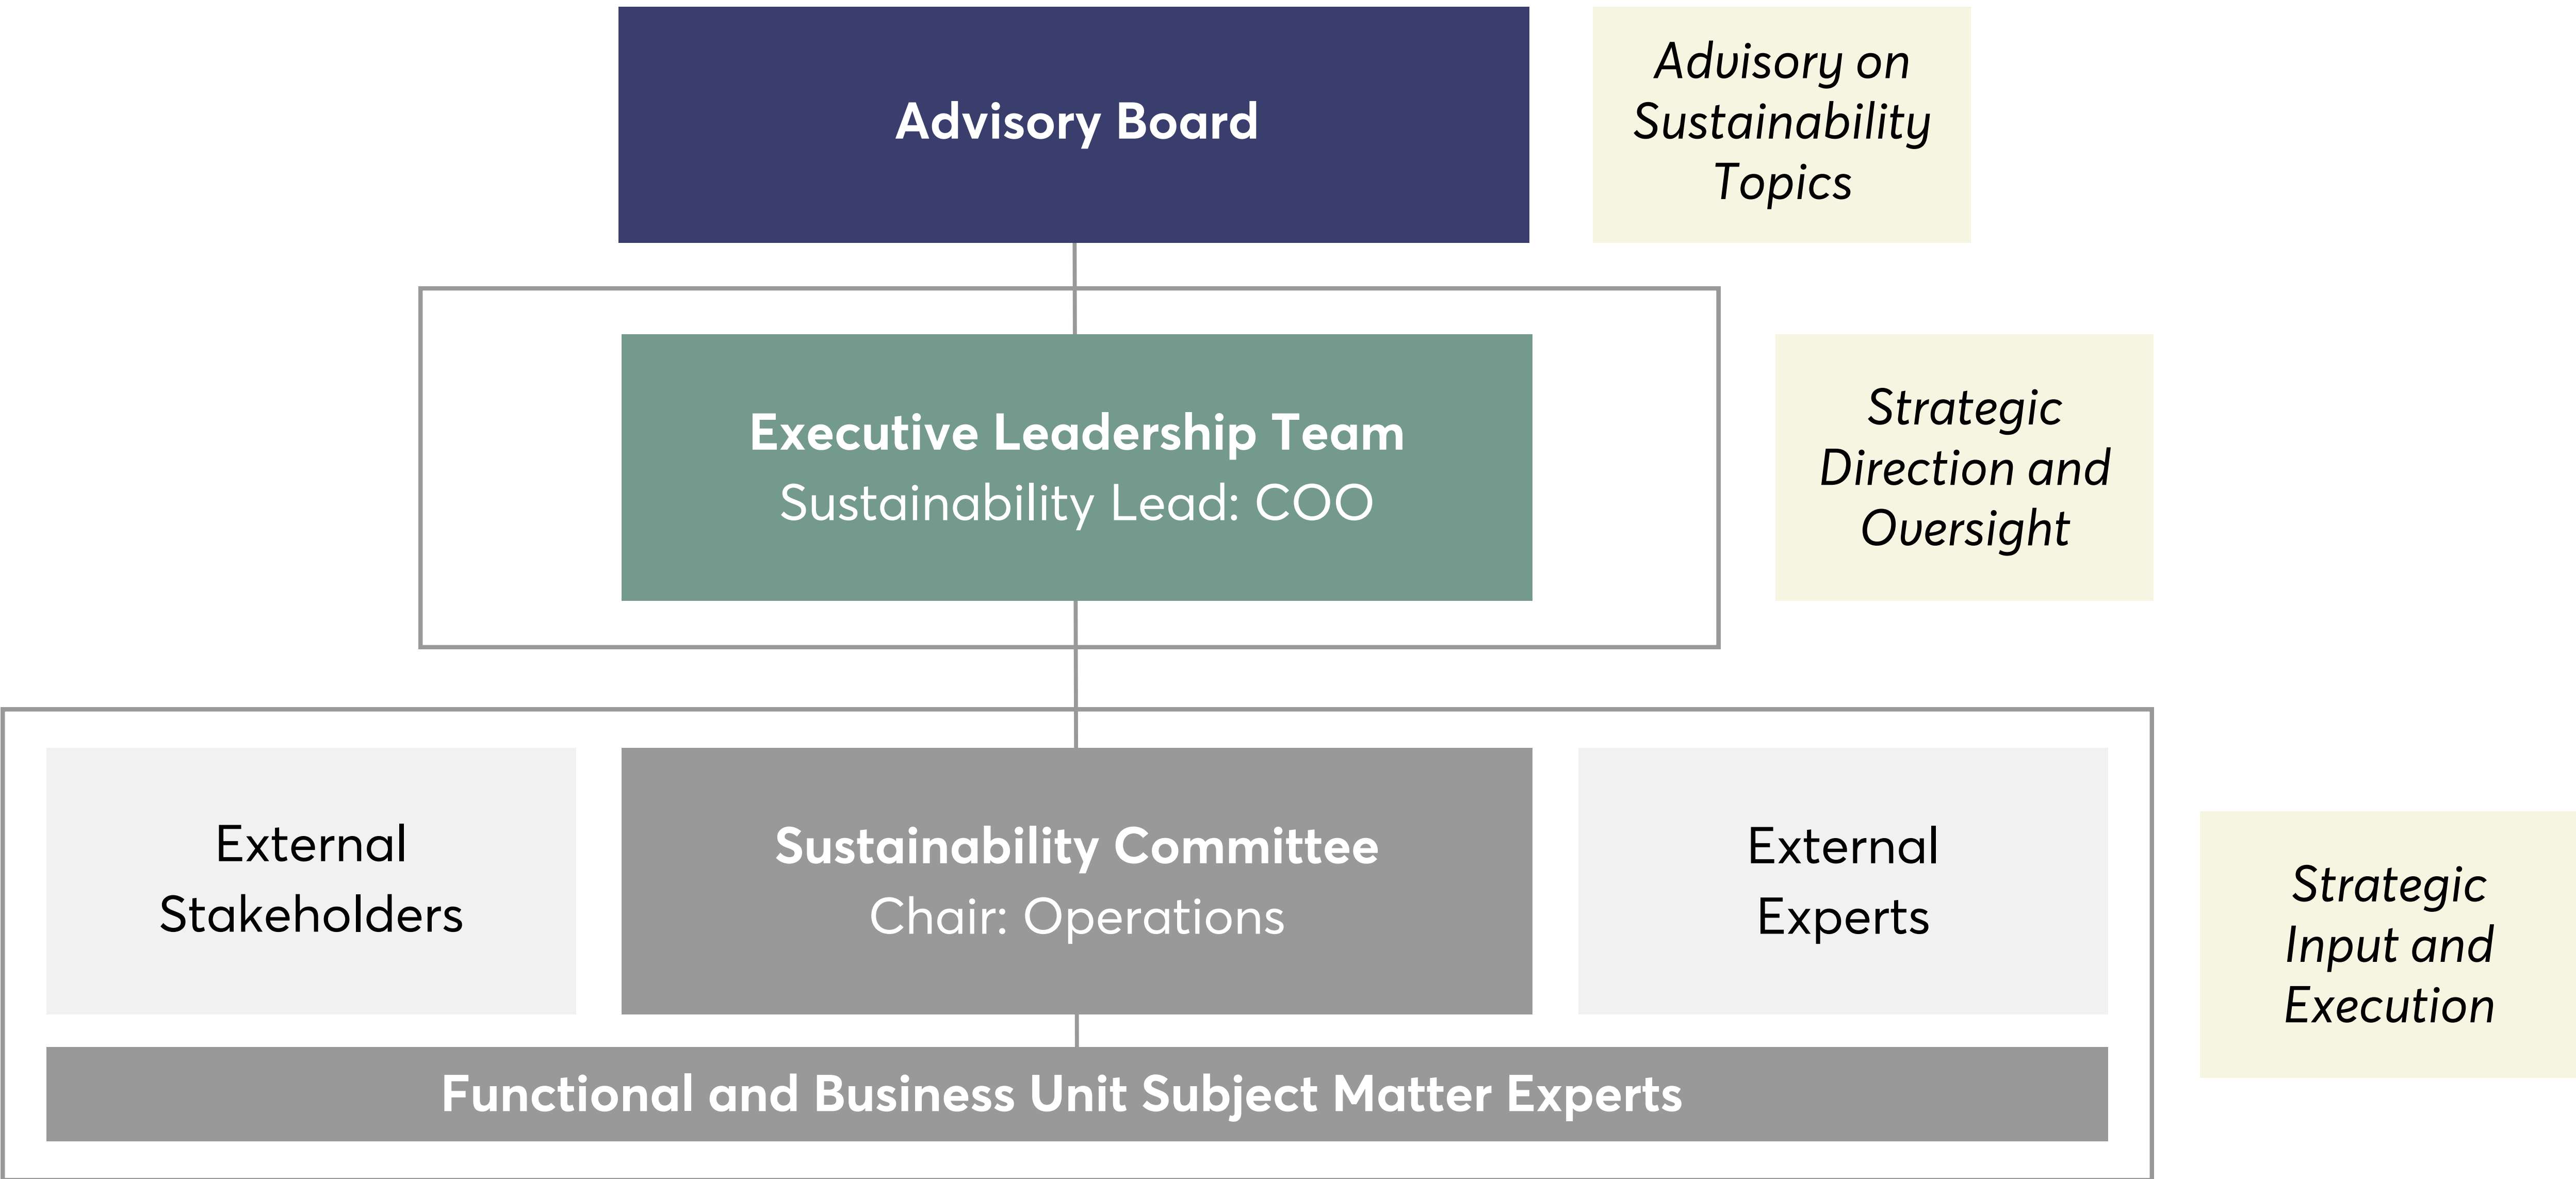 Advisory Board
Advisory on
Sustainability
Topics
Executive Leadership Team
Sustainability Lead: COO
Strategic
Direction and
Oversight
External
Stakeholders
Sustainability Committee
Chair: Operations
External
Experts
Strategic
Input and
Execution
Functional and Business Unit Subject Matter Experts